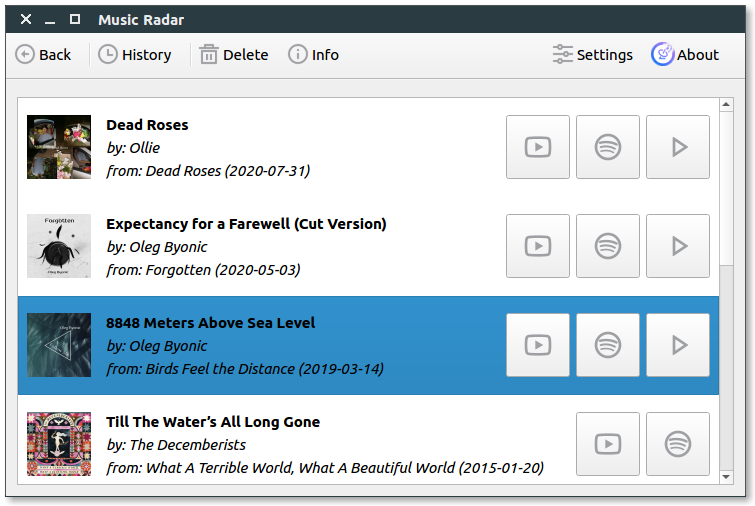 Music Radar
Back History Delete Info Settings About
Dead Roses
by: Ollie
from: Dead Roses (2020-07-31)
Forgotten
Oleg Byonic
Expectancy for a Farewell (Cut Version)
by: Oleg Byonic
from: Forgotten (2020-05-03)
8848 Meters Above Sea Level
by: Oleg Byonic
from: Birds Feel the Distance (2019-03-14)
Till The Water’s All Long Gone
by: The Decemberists
from: What A Terrible World, What A Beautiful World (2015-01-20)